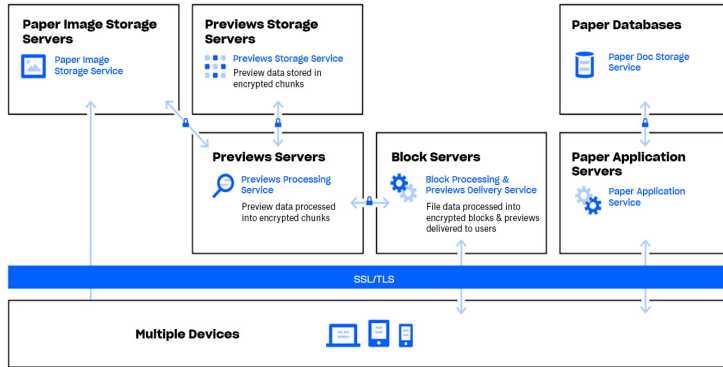 Paper Image Storage
Servers
Paper Image
Storage Service
Previews Storage
Servers
Previews Storage Service
Preview data stored in
encrypted chunks
Paper Databases
Paper Doc Storage
Service
Previews Servers
Previews Processing
Service
Preview data processed
into encrypted chunks
Block Servers
Block Processing &
Previews Delivery Service
File data processed into
encrypted blocks & previews
delivered to users
Paper Application
Servers
Paper Application
Service
SSL/TLS
Multiple Devices